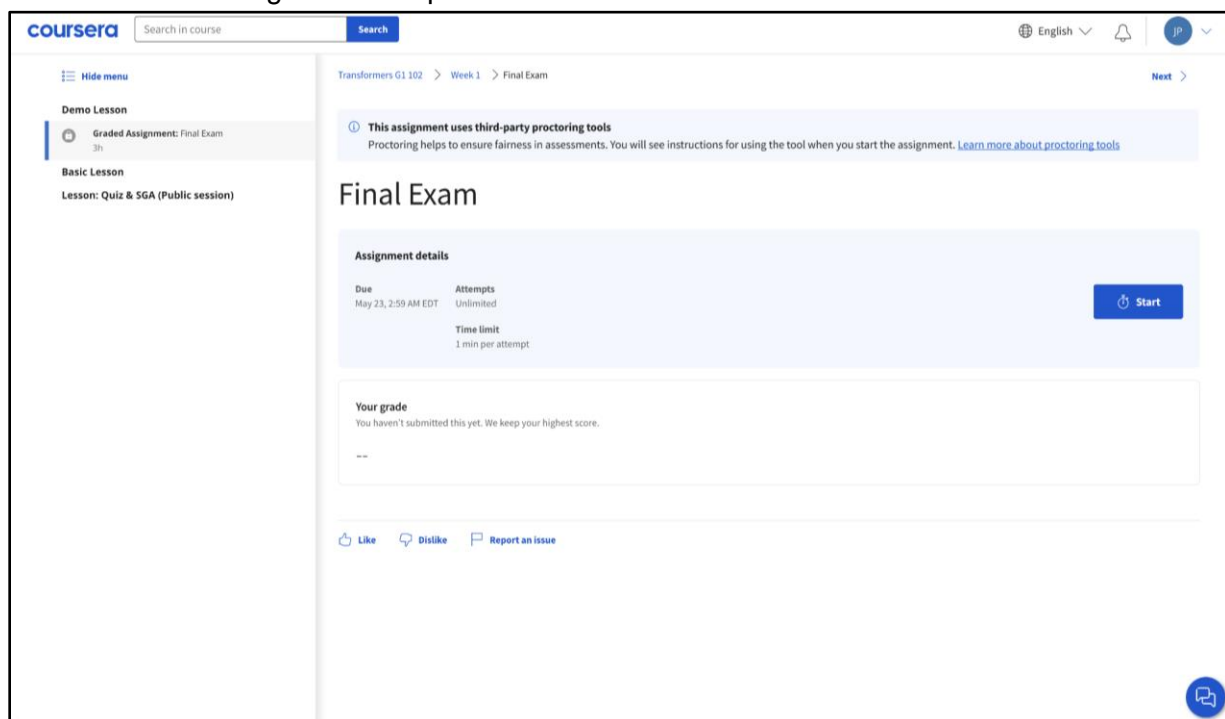 coursera
Search in course
Search
English
JP
Hide menu
Demo Lesson
Graded Assignment: Final Exam
3h
Basic Lesson
Lesson: Quiz & SGA (Public session)
Transformers G1 102 > Week 1 > Final Exam
Next >
This assignment uses third-party proctoring tools
Proctoring helps to ensure fairness in assessments. You will see instructions for using the tool when you start the assignment. Learn more about proctoring tools
Final Exam
Assignment details
Due
May 23, 2:59 AM EDT
Attempts
Unlimited
Time limit
1 min per attempt
Start
Your grade
You haven't submitted this yet. We keep your highest score.
--
Like
Dislike
Report an issue